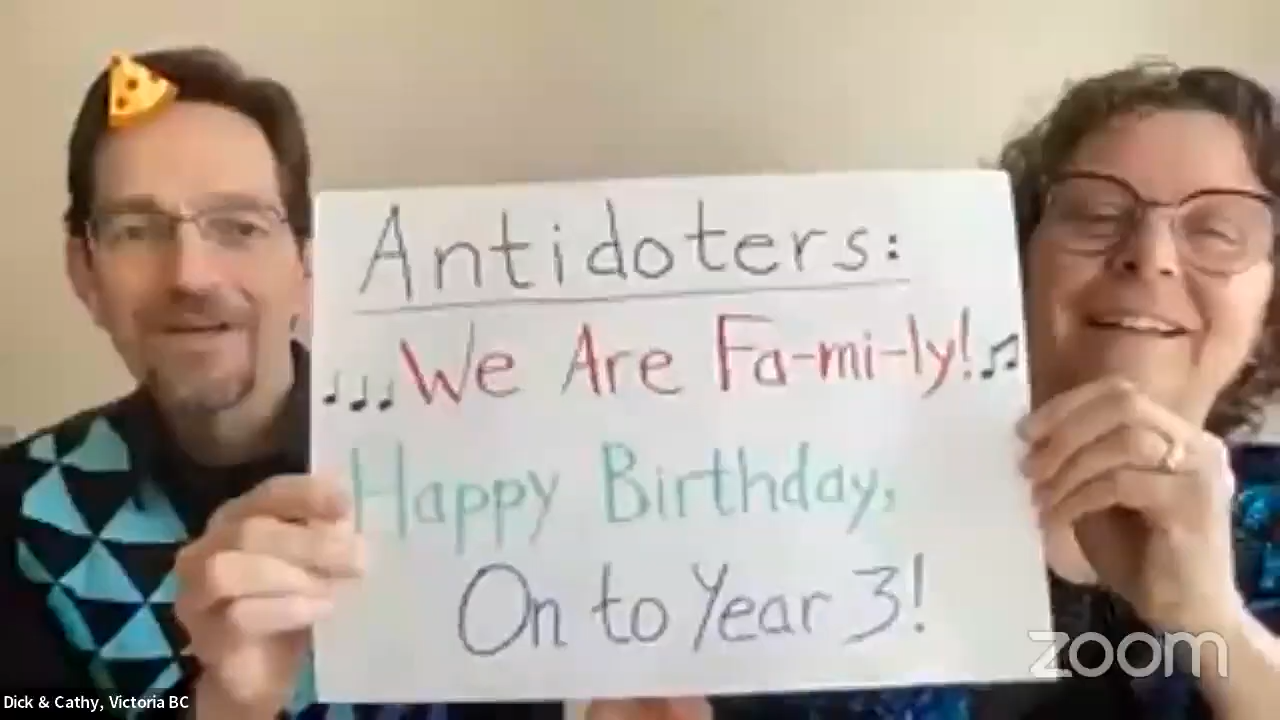 Antidoters:
♩♩♩We Are Fa-mi-ly!♫
Happy Birthday,
On to Year 3!
zoom
Dick & Cathy, Victoria BC